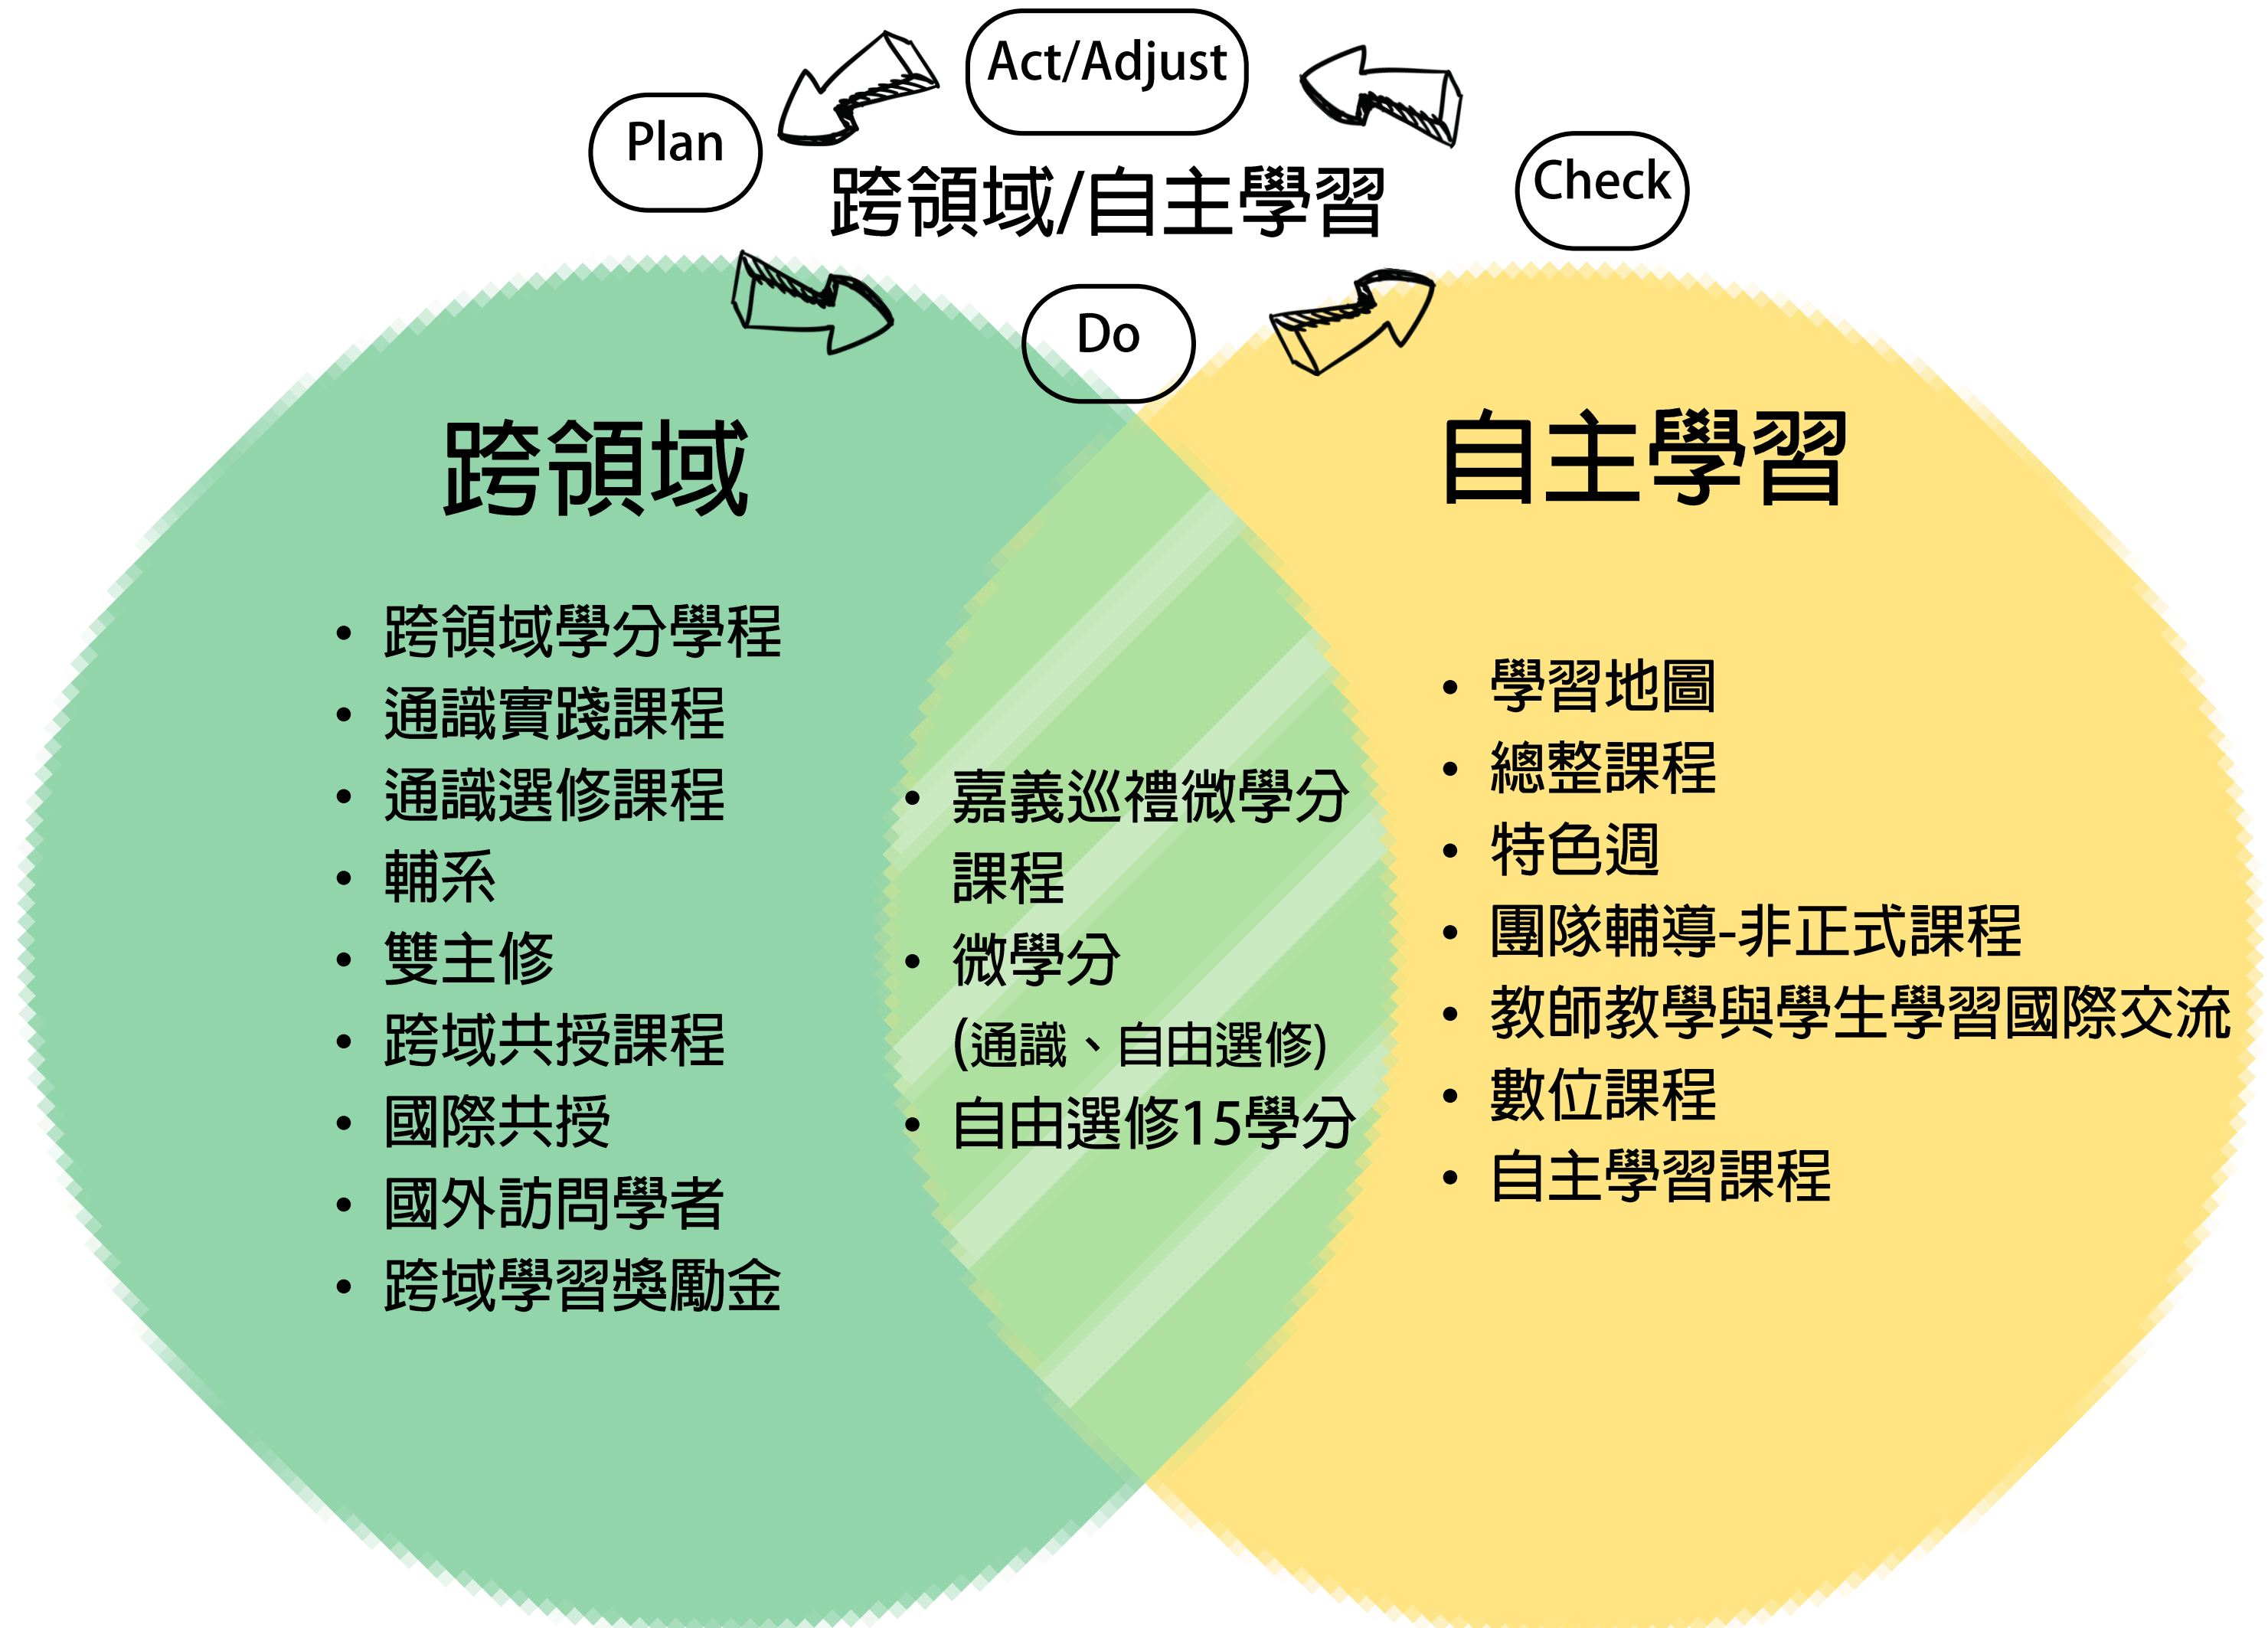 Act/Adjust
Plan
Check
跨領域/自主學習
Do
跨領域
• 跨領域學分學程
• 通識實踐課程
• 通識選修課程
• 輔系
• 雙主修
• 跨域共授課程
• 國際共授
• 國外訪問學者
• 跨域學習獎勵金
• 嘉義巡禮微學分
課程
• 微學分
(通識、自由選修)
• 自由選修15學分
自主學習
• 學習地圖
• 總整課程
• 特色週
• 團隊輔導-非正式課程
• 教師教學與學生學習國際交流
• 數位課程
• 自主學習課程